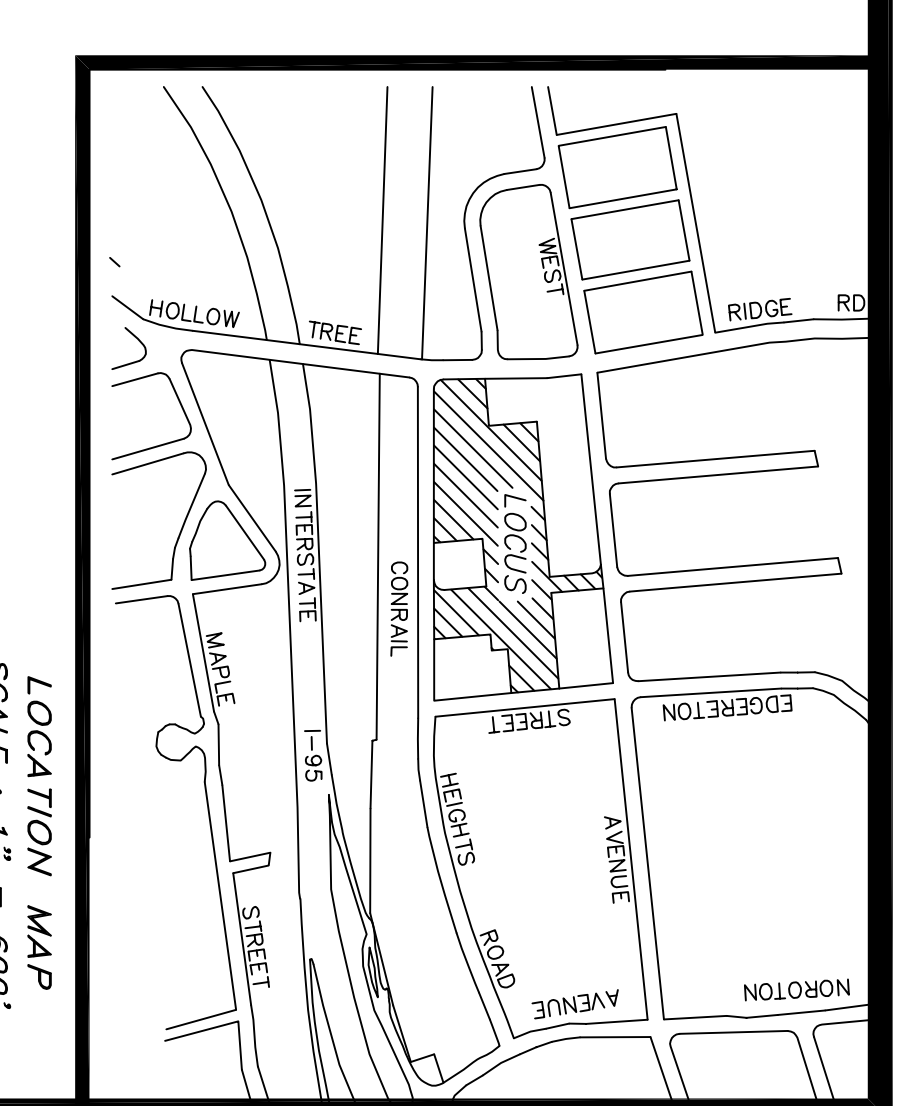 HOLLOW TREE
RIDGE RD
WEST AVENUE
LOCUS
INTERSTATE
I-95
CONRAIL
MAPLE STREET
EDGERETON STREET
HEIGHTS ROAD
NOROTON AVENUE
LOCATION MAP